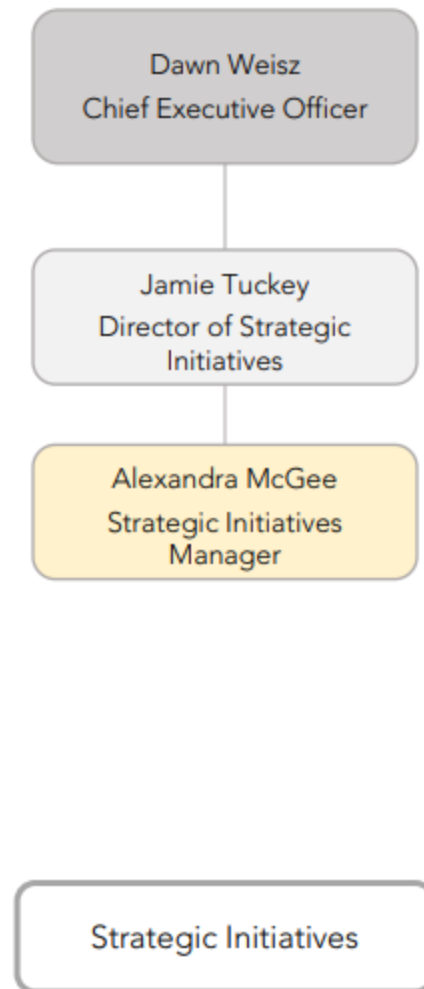 Dawn Weisz
Chief Executive Officer
Jamie Tuckey
Director of Strategic
Initiatives
Alexandra McGee
Strategic Initiatives
Manager
Strategic Initiatives